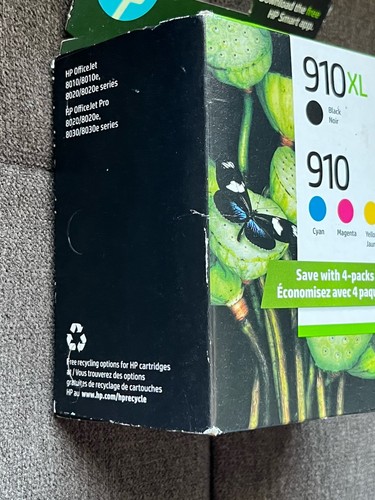 Download the free
HP Smart app.
HP OfficeJet
8010/8010e,
8020/8020e series
HP OfficeJet Pro
8020/8020e,
8030/8030e series
910XL
Black
Noir
910
Cyan
Magenta
Save with 4-packs
Économisez avec 4
Free recycling options for HP cartridges
et / Vous trouverez des options
gratuites de recyclage de cartouches
HP au www.hp.com/hprecycle